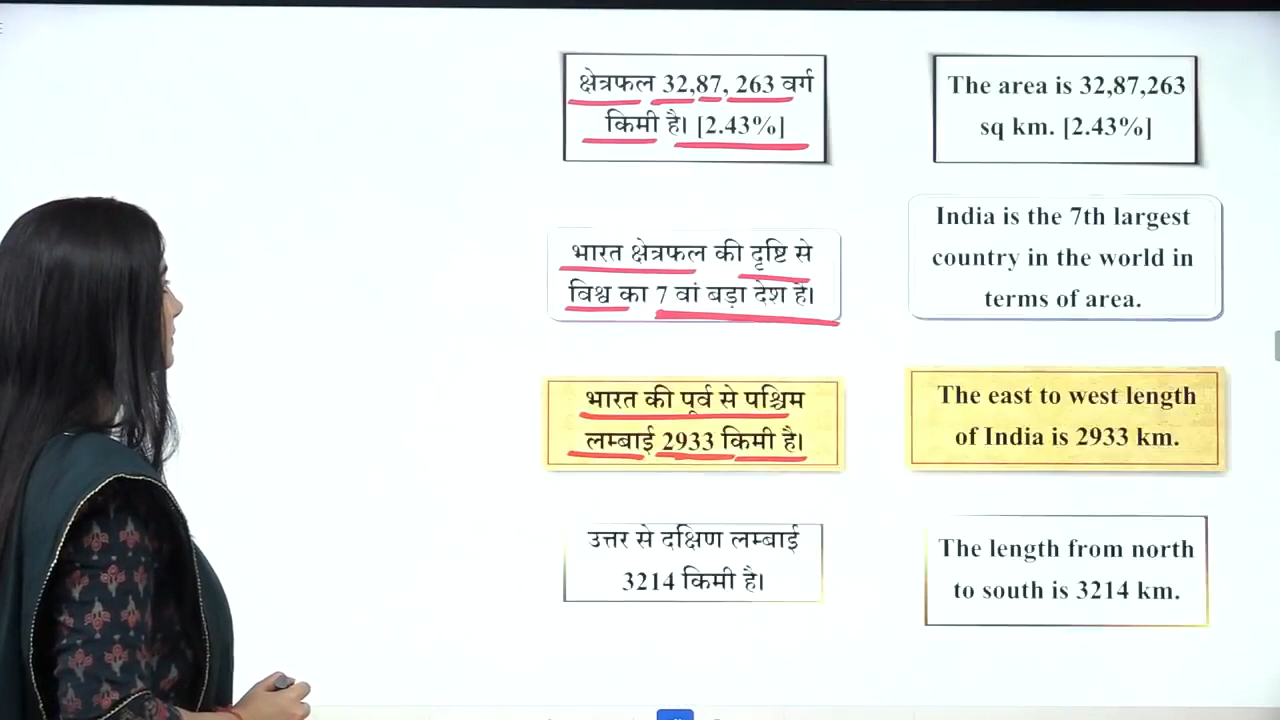 क्षेत्रफल 32,87, 263 वर्ग
किमी है। [2.43%]
The area is 32,87,263
sq km. [2.43%]
भारत क्षेत्रफल की दृष्टि से
विश्व का 7 वां बड़ा देश है।
India is the 7th largest
country in the world in
terms of area.
भारत की पूर्व से पश्चिम
लम्बाई 2933 किमी है।
The east to west length
of India is 2933 km.
उत्तर से दक्षिण लम्बाई
3214 किमी है।
The length from north
to south is 3214 km.